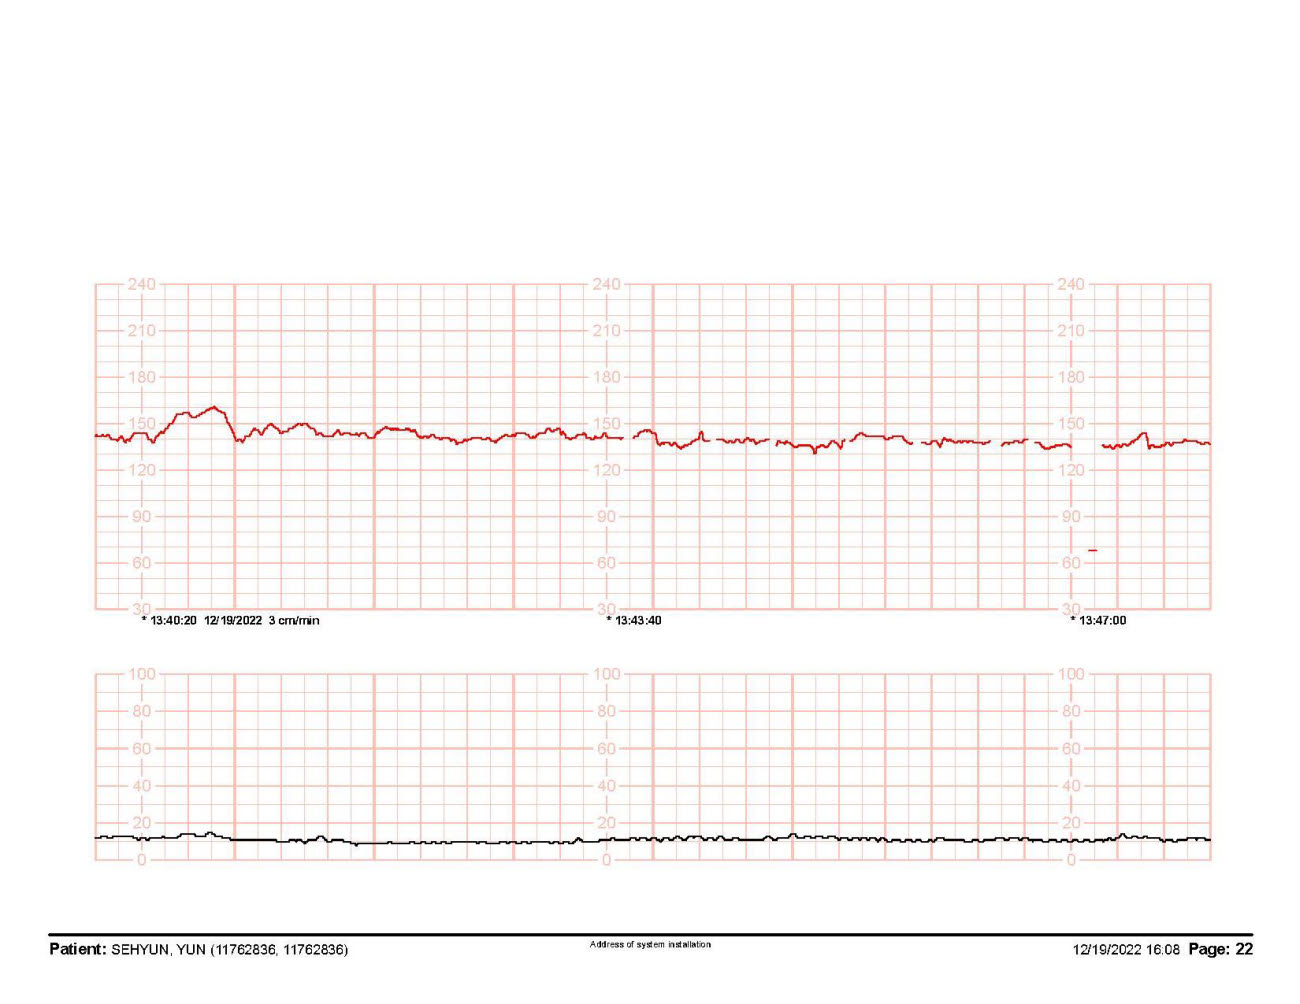 240 240 240
210 210 210
180 180 180
150 150 150
120 120 120
90 90 90
60 60 60
30 30 30
* 13:40:20 12/19/2022 3 cm/min * 13:43:40 * 13:47:00
100 100 100
80 80 80
60 60 60
40 40 40
20 20 20
0 0 0
Patient: SEHYUN, YUN (11762836, 11762836) Address of system installation 12/19/2022 16:08 Page: 22